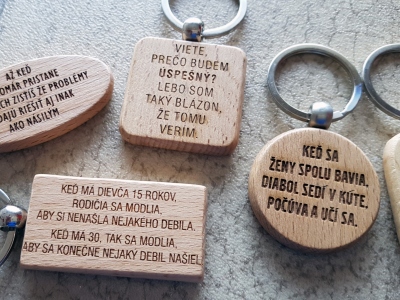 AŽ KEĎ
KOMÁR PRISTANE
ZISTÍŠ ŽE PROBLÉMY
RIEŠIŤ AJ INAK
AKO NÁSILÝM
VIETE,
PREČO BUDEM
ÚSPEŠNÝ?
LEBO SOM
TAKÝ BLÁZON,
ŽE TOMU
VERÍM.
KEĎ SA
ŽENY SPOLU BAVIA,
DIABOL SEDÍ V KÚTE,
POČÚVA A UČÍ SA.
KEĎ MÁ DIEVČA 15 ROKOV,
RODIČIA SA MODLIA,
ABY SI NENAŠLA NEJAKÉHO DEBILA.
KEĎ MÁ 30, TAK SA MODLIA,
ABY SA KONEČNE NEJAKÝ DEBIL NAŠIEL